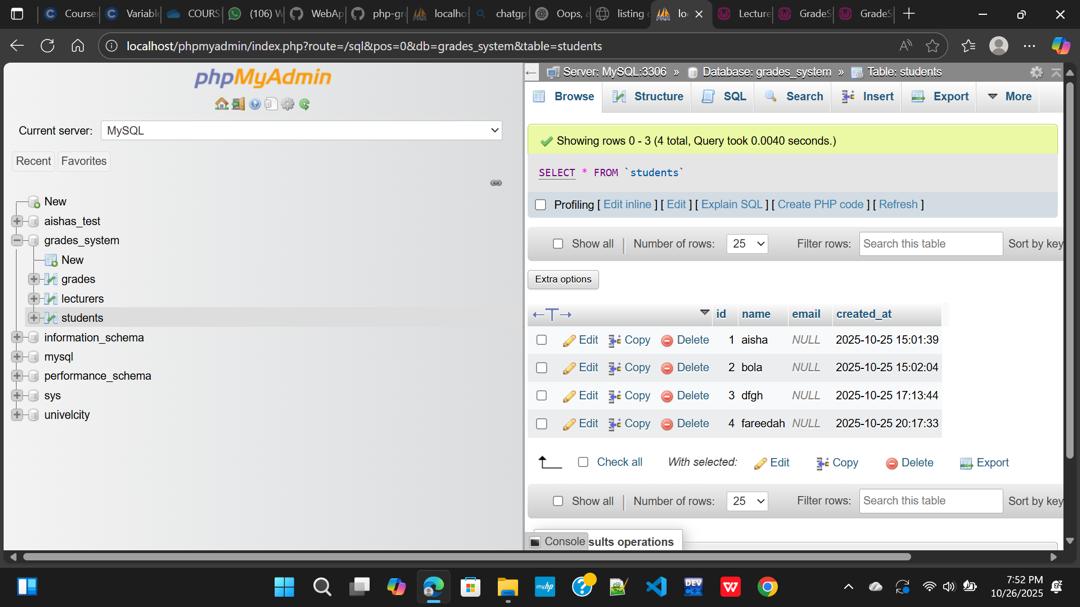 Course
Variabl
COURS
(106) W
WebAp
php-gr
localho
chatgp
Oops, a
listing
lo
Lecture
GradeS
GradeS
localhost/phpmyadmin/index.php?route=/sql&pos=0&db=grades_system&table=students
phpMyAdmin
Current server: MySQL
Recent Favorites
New
aishas_test
grades_system
New
grades
lecturers
students
information_schema
mysql
performance_schema
sys
univelcity
Server: MySQL:3306 » Database: grades_system » Table: students
Browse Structure SQL Search Insert Export More
Showing rows 0 - 3 (4 total, Query took 0.0040 seconds.)
SELECT * FROM `students`
Profiling [ Edit inline ] [ Edit ] [ Explain SQL ] [ Create PHP code ] [ Refresh ]
Show all Number of rows: 25 Filter rows: Search this table Sort by key
Extra options
id name email created_at
Edit Copy Delete 1 aisha NULL 2025-10-25 15:01:39
Edit Copy Delete 2 bola NULL 2025-10-25 15:02:04
Edit Copy Delete 3 dfgh NULL 2025-10-25 17:13:44
Edit Copy Delete 4 fareedah NULL 2025-10-25 20:17:33
Check all With selected: Edit Copy Delete Export
Show all Number of rows: 25 Filter rows: Search this table Sort by key
Console sults operations
7:52 PM
10/26/2025